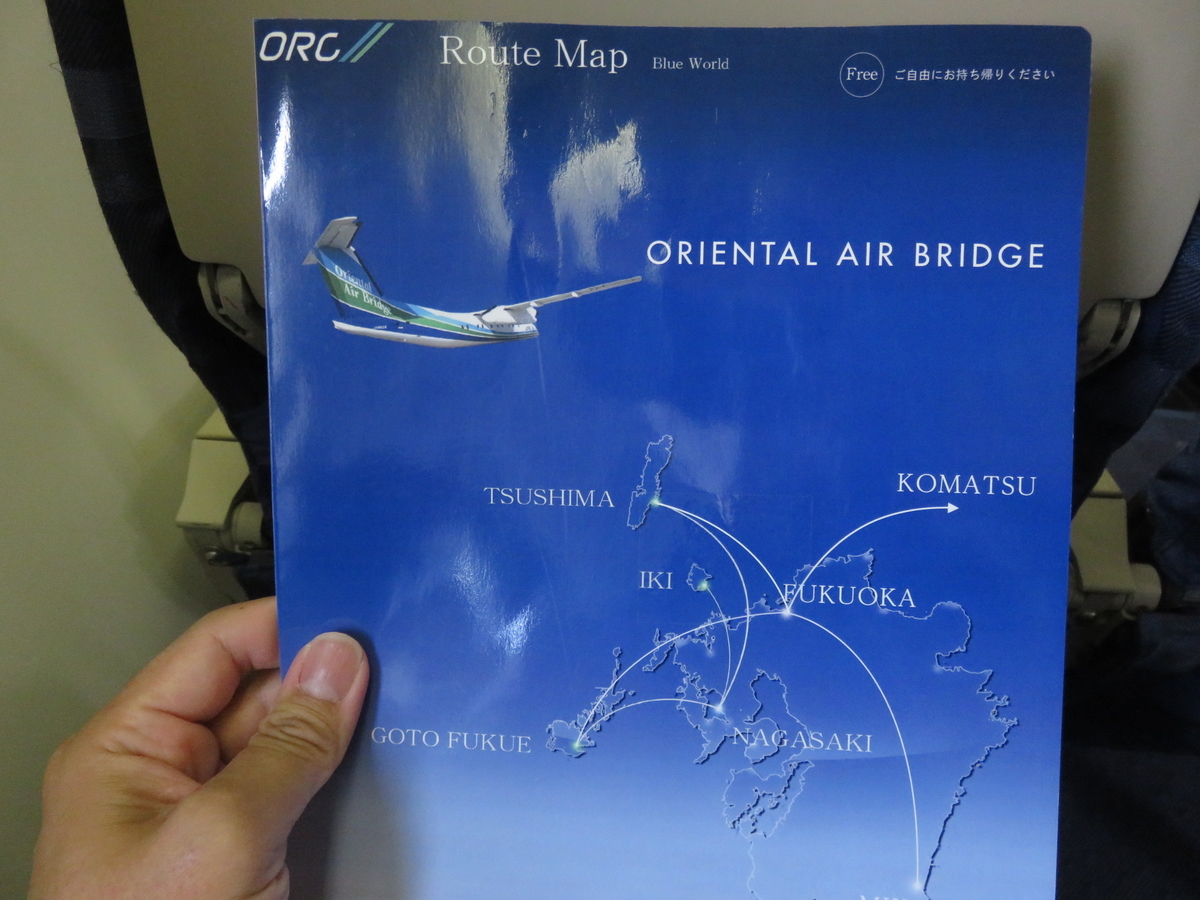 ORC
Route Map
Blue World
Free
ご自由にお持ち帰りください
ORIENTAL AIR BRIDGE
Oriental
Air Bridge
KOMATSU
TSUSHIMA
IKI
FUKUOKA
GOTO FUKUE
NAGASAKI